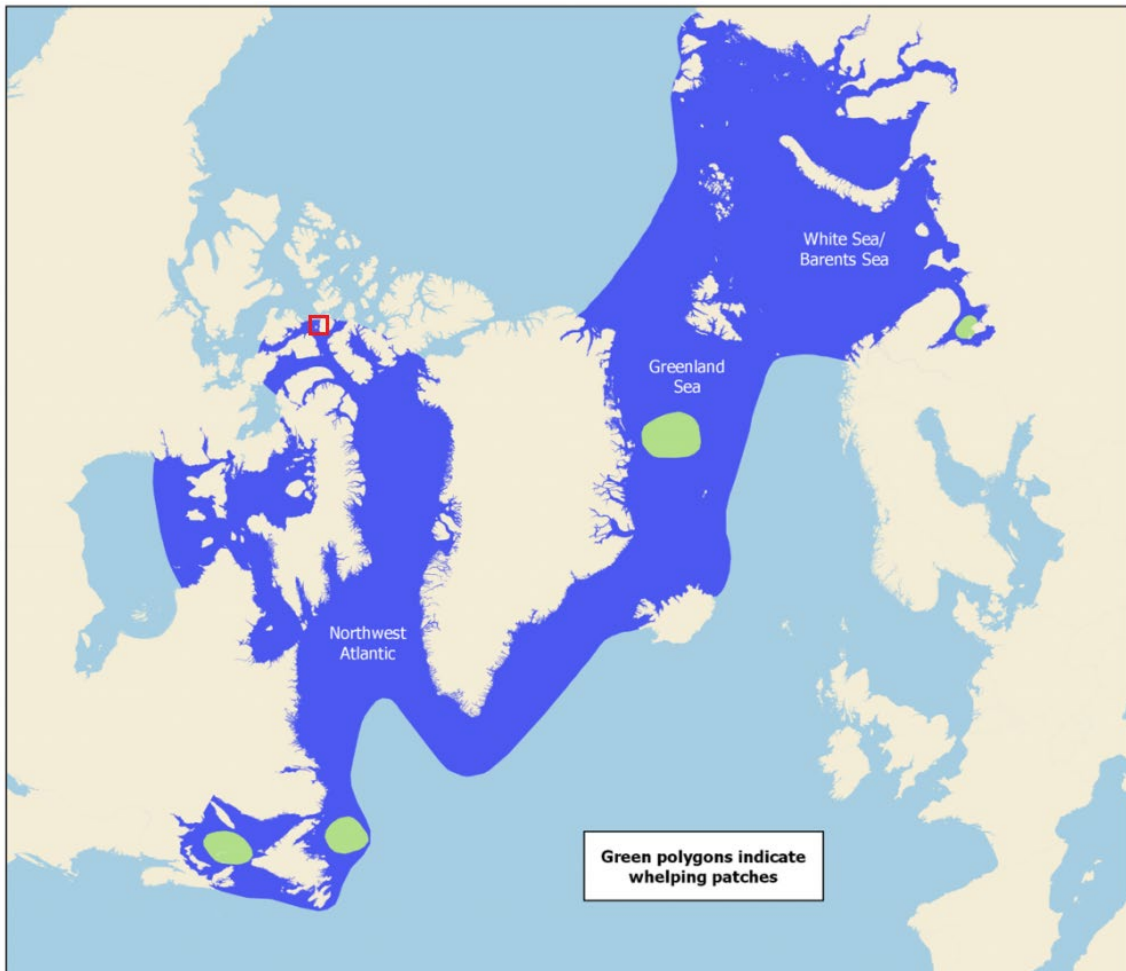 White Sea/
Barents Sea
Greenland
Sea
Northwest
Atlantic
Green polygons indicate
whelping patches